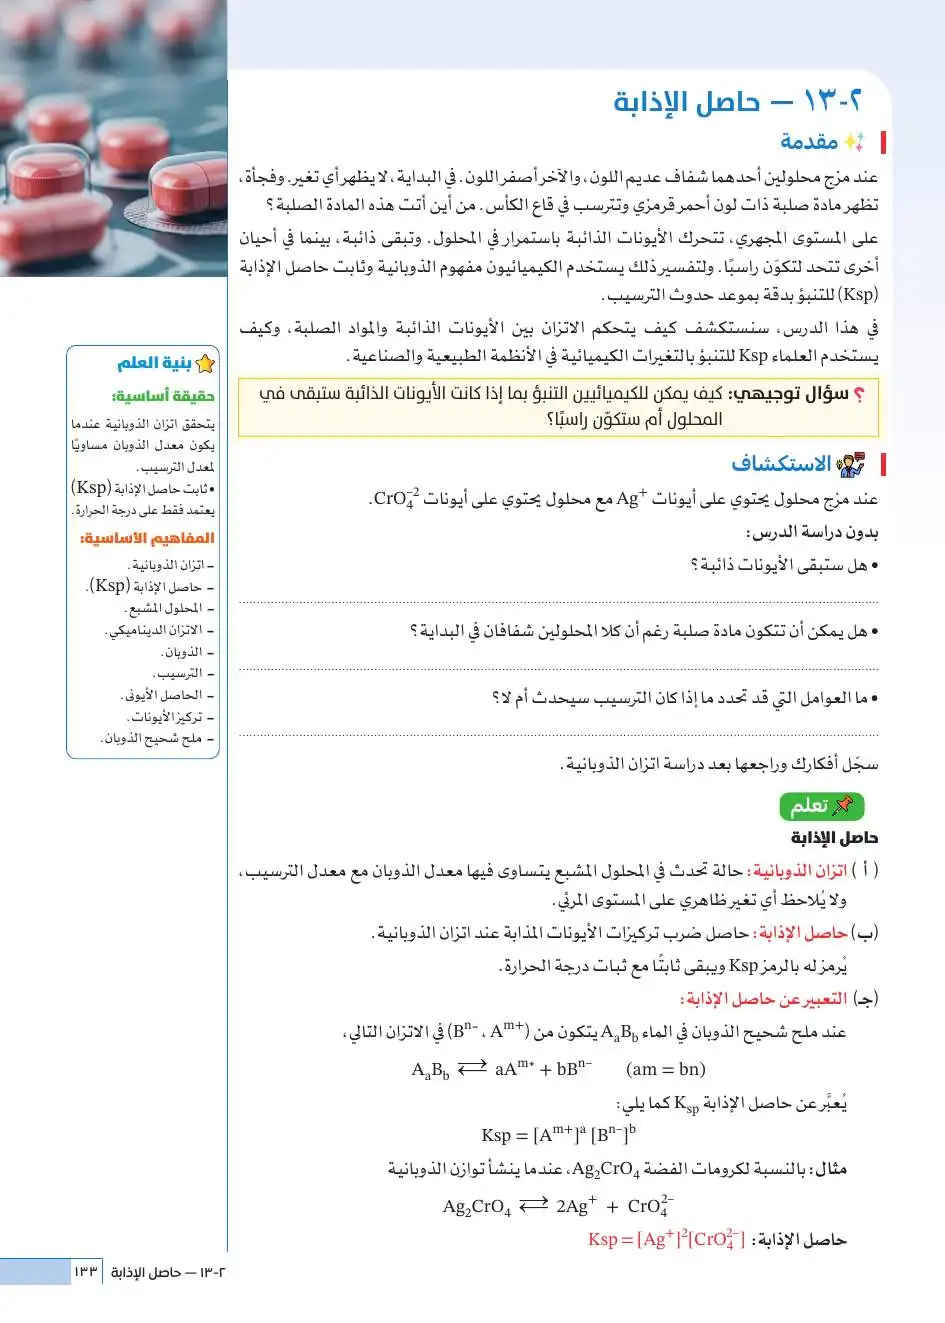 ١٣-٢ — حاصل الإذابة
مقدمة
عند مزج محلولين أحدهما شفاف عديم اللون، والآخر أصفر اللون. في البداية، لا يظهر أي تغير. وفجأة،
تظهر مادة صلبة ذات لون أحمر قرمزي وتترسب في قاع الكأس. من أين أتت هذه المادة الصلبة؟
على المستوى المجهري، تتحرك الأيونات الذائبة باستمرار في المحلول. وتبقى ذائبة، بينما في أحيان
أخرى تتحد لتكوّن راسبًا. ولتفسير ذلك يستخدم الكيميائيون مفهوم الذوبانية وثابت حاصل الإذابة
(Ksp) للتنبؤ بدقة بموعد حدوث الترسيب.
في هذا الدرس، سنستكشف كيف يتحكم الاتزان بين الأيونات الذائبة والمواد الصلبة، وكيف
يستخدم العلماء Ksp للتنبؤ بالتغيرات الكيميائية في الأنظمة الطبيعية والصناعية.
؟ سؤال توجيهي: كيف يمكن للكيميائيين التنبؤ بما إذا كانت الأيونات الذائبة ستبقى في
المحلول أم ستكوّن راسبًا؟
الاستكشاف
عند مزج محلول يحتوي على أيونات Ag⁺ مع محلول يحتوي على أيونات CrO₄⁻².
بدون دراسة الدرس:
• هل ستبقى الأيونات ذائبة؟
• هل يمكن أن تتكون مادة صلبة رغم أن كلا المحلولين شفافان في البداية؟
• ما العوامل التي قد تحدد ما إذا كان الترسيب سيحدث أم لا؟
سجّل أفكارك وراجعها بعد دراسة اتزان الذوبانية.
تعلم
حاصل الإذابة
(أ) اتزان الذوبانية: حالة تحدث في المحلول المشبع يتساوى فيها معدل الذوبان مع معدل الترسيب،
ولا يُلاحظ أي تغير ظاهري على المستوى المرئي.
(ب) حاصل الإذابة: حاصل ضرب تركيزات الأيونات المذابة عند اتزان الذوبانية.
يُرمز له بالرمز Ksp ويبقى ثابتًا مع ثبات درجة الحرارة.
(جـ) التعبير عن حاصل الإذابة:
عند ملح شحيح الذوبان في الماء AₐB_b يتكون من (Aᵐ⁺ ، Bⁿ⁻) في الاتزان التالي،
AₐB_b ⇄ aAᵐ⁺ + bBⁿ⁻ (am = bn)
يُعبَّر عن حاصل الإذابة Kₛₚ كما يلي:
Ksp = [Aᵐ⁺]ᵃ [Bⁿ⁻]ᵇ
مثال: بالنسبة لكرومات الفضة Ag₂CrO₄، عندما ينشأ توازن الذوبانية
Ag₂CrO₄ ⇄ 2Ag⁺ + CrO₄²⁻
حاصل الإذابة: Ksp = [Ag⁺]²[CrO₄²⁻]
بنية العلم
حقيقة أساسية:
يتحقق اتزان الذوبانية عندما
يكون معدل الذوبان مساويًا
لمعدل الترسيب.
• ثابت حاصل الإذابة (Ksp)
يعتمد فقط على درجة الحرارة.
المفاهيم الأساسية:
– اتزان الذوبانية.
– حاصل الإذابة (Ksp).
– المحلول المشبع.
– الاتزان الديناميكي.
– الذوبان.
– الترسيب.
– الحاصل الأيونى.
– تركيز الأيونات.
– ملح شحيح الذوبان.
١٣-٢ — حاصل الإذابة
١٣٣